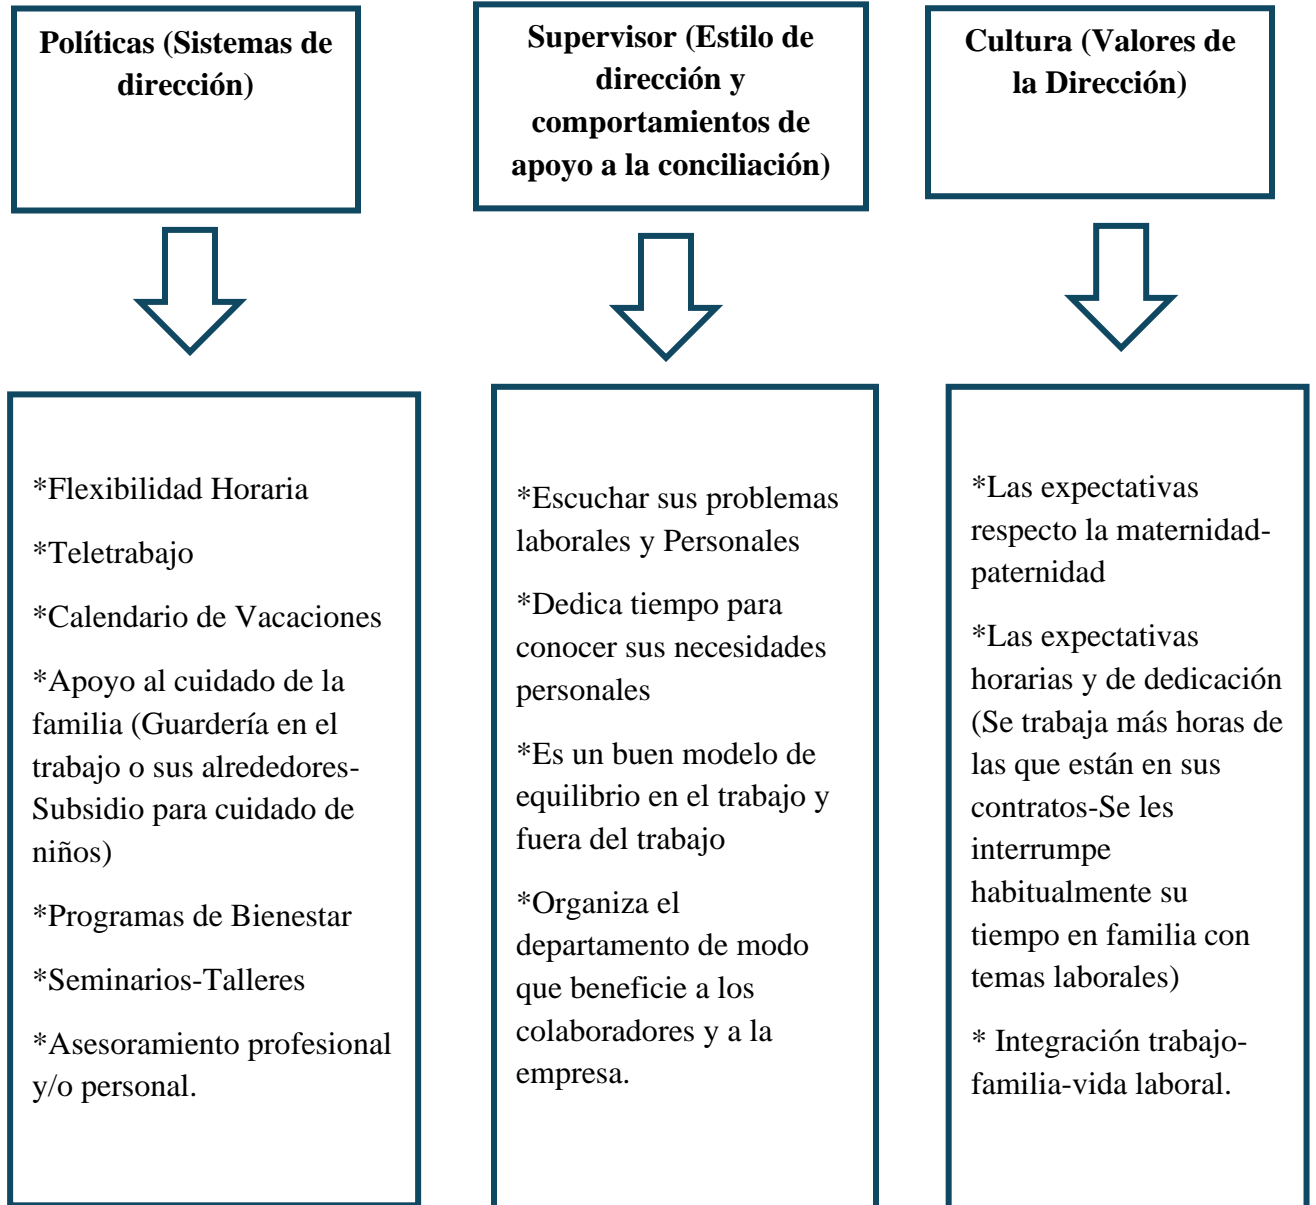 Políticas (Sistemas de
dirección)
Supervisor (Estilo de
dirección y
comportamientos de
apoyo a la conciliación)
Cultura (Valores de
la Dirección)
*Flexibilidad Horaria
*Teletrabajo
*Calendario de Vacaciones
*Apoyo al cuidado de la
familia (Guardería en el
trabajo o sus alrededores-
Subsidio para cuidado de
niños)
*Programas de Bienestar
*Seminarios-Talleres
*Asesoramiento profesional
y/o personal.
*Escuchar sus problemas
laborales y Personales
*Dedica tiempo para
conocer sus necesidades
personales
*Es un buen modelo de
equilibrio en el trabajo y
fuera del trabajo
*Organiza el
departamento de modo
que beneficie a los
colaboradores y a la
empresa.
*Las expectativas
respecto la maternidad-
paternidad
*Las expectativas
horarias y de dedicación
(Se trabaja más horas de
las que están en sus
contratos-Se les
interrumpe
habitualmente su
tiempo en familia con
temas laborales)
* Integración trabajo-
familia-vida laboral.